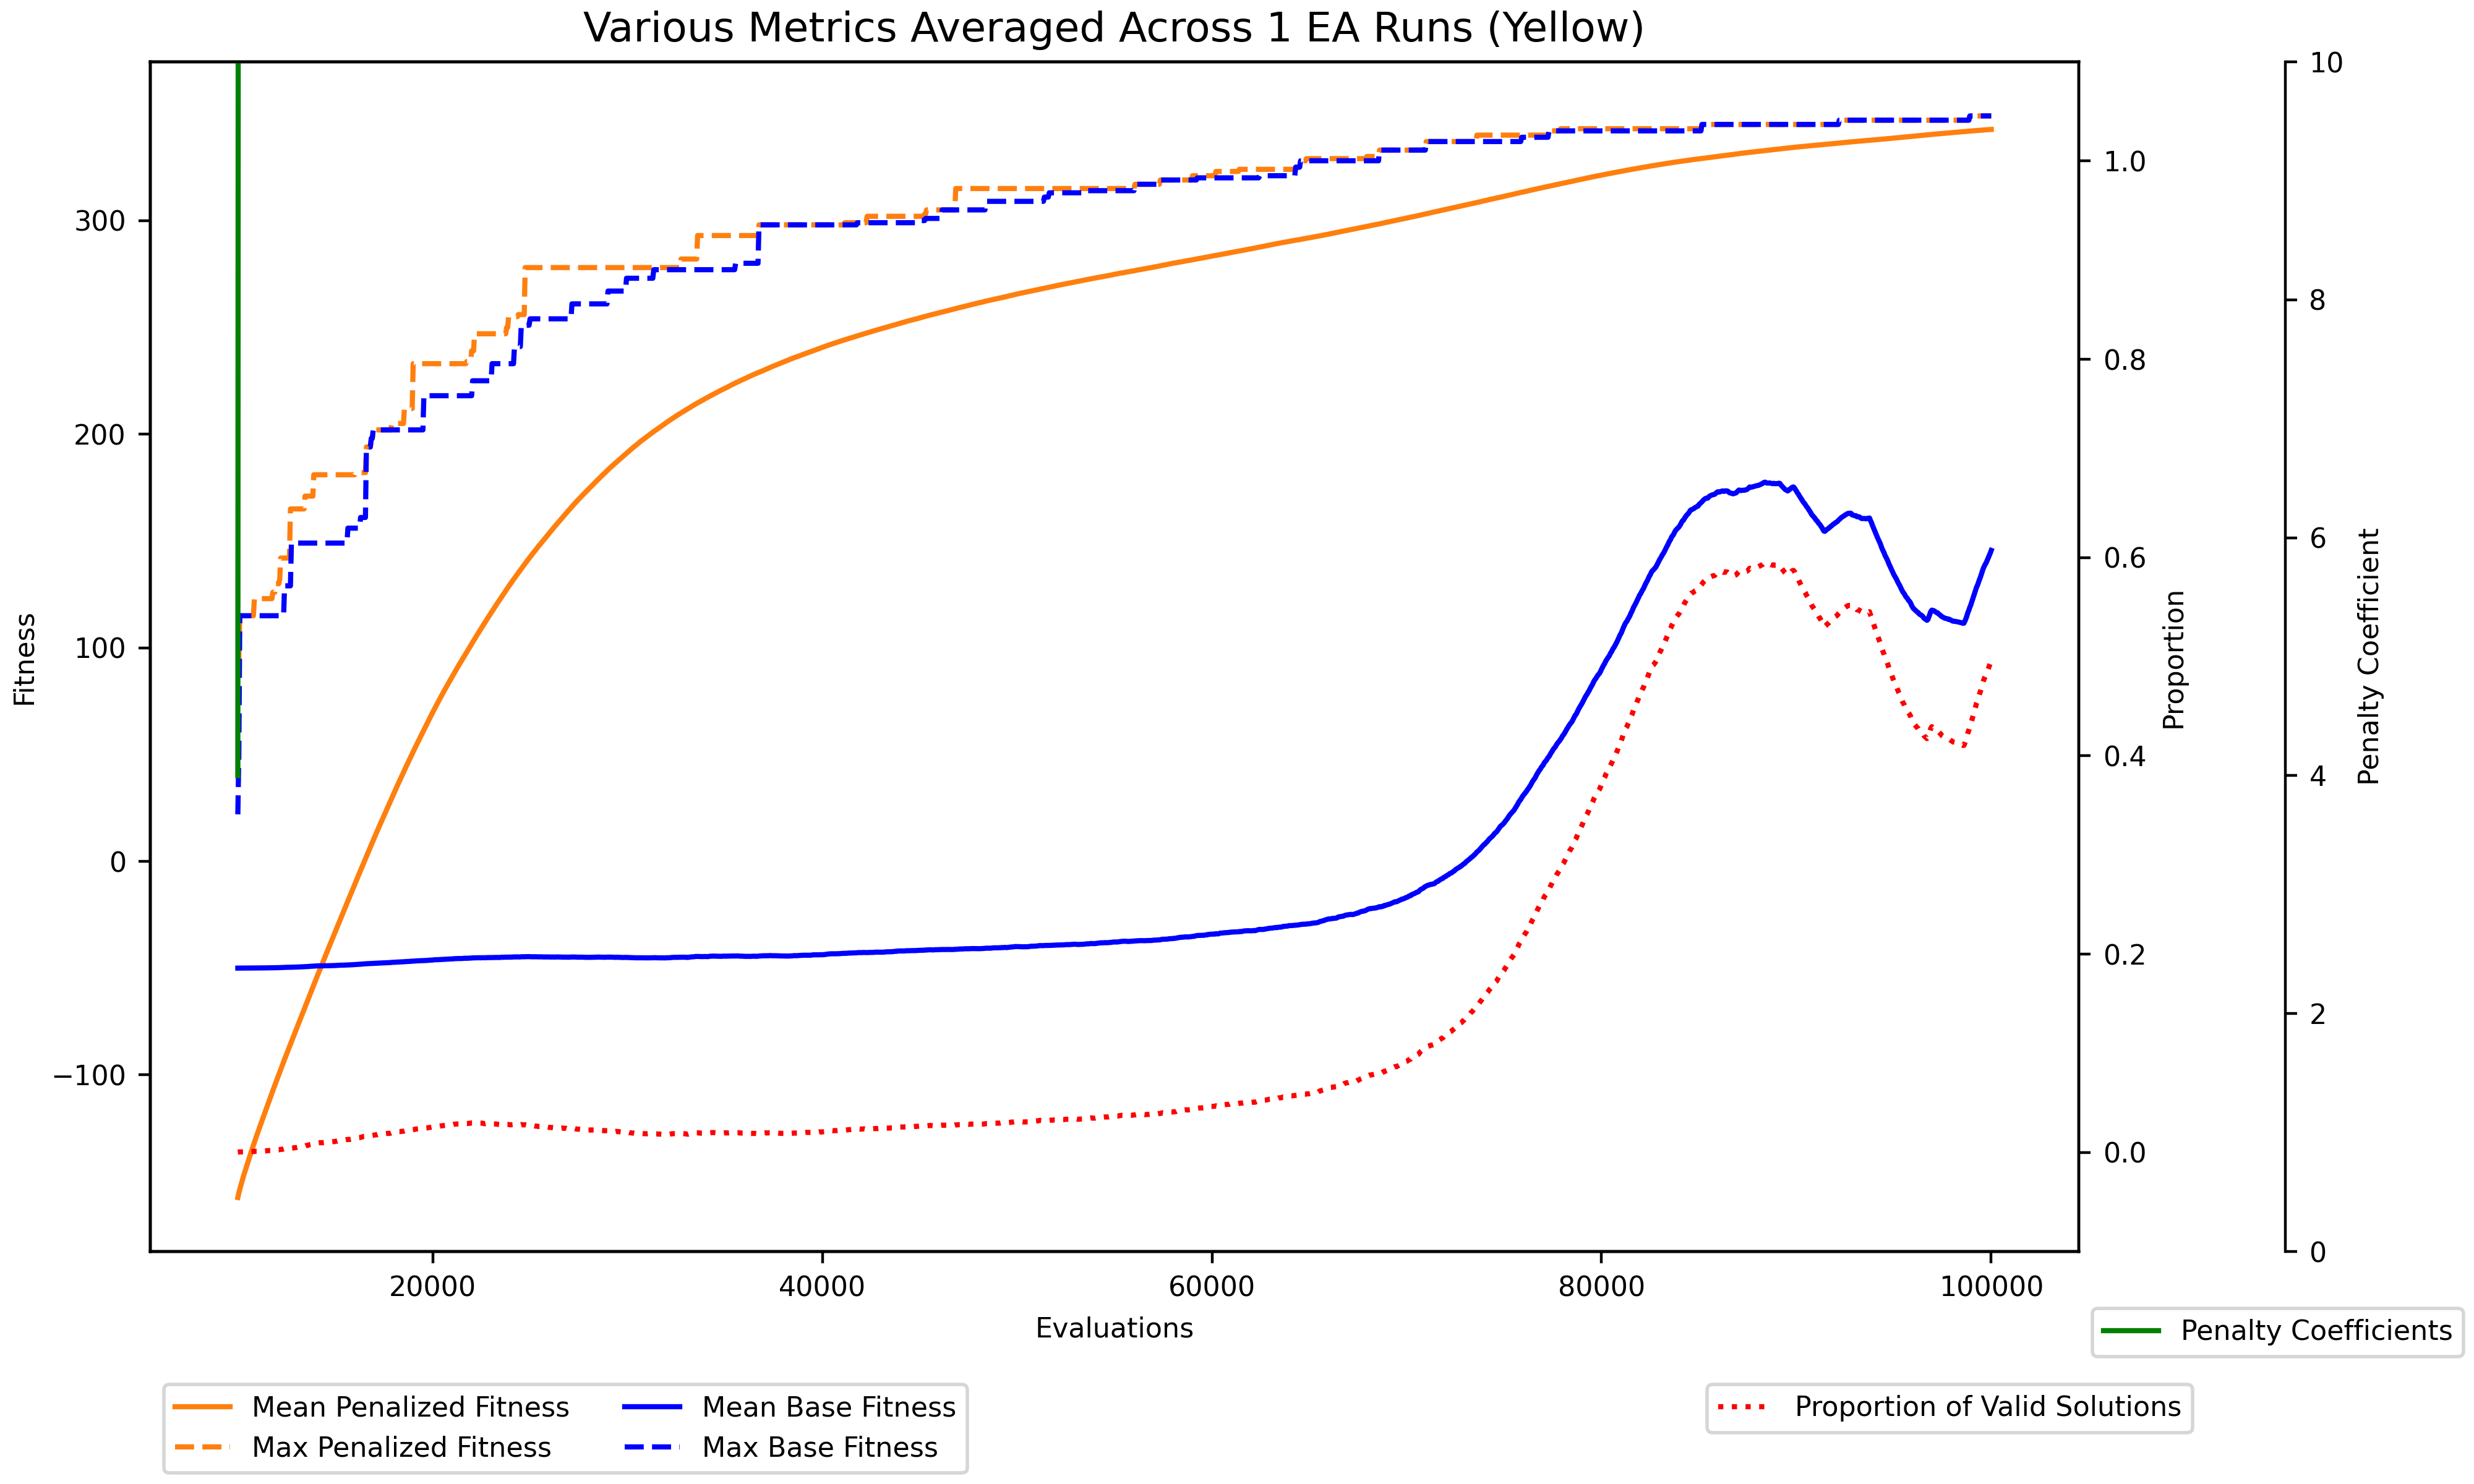 Various Metrics Averaged Across 1 EA Runs (Yellow)
Fitness
300
200
100
0
−100
20000
40000
60000
80000
100000
Evaluations
1.0
0.8
0.6
0.4
0.2
0.0
Proportion
10
8
6
4
2
0
Penalty Coefficient
Penalty Coefficients
Mean Penalized Fitness
Max Penalized Fitness
Mean Base Fitness
Max Base Fitness
Proportion of Valid Solutions